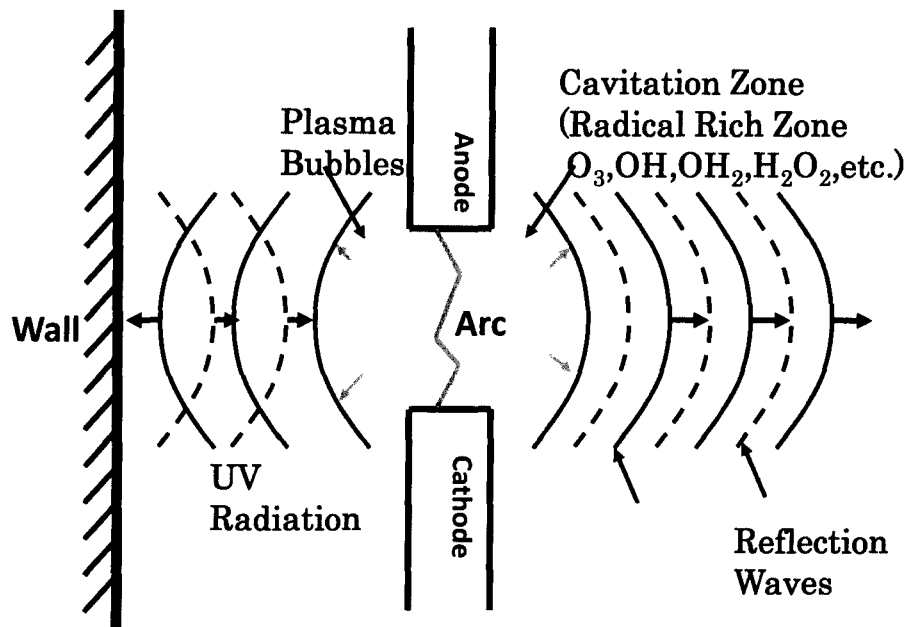 Cavitation Zone
(Radical Rich Zone
O₃,OH,OH₂,H₂O₂,etc.)
Plasma
Bubbles
Anode
Wall
Arc
UV
Radiation
Cathode
Reflection
Waves